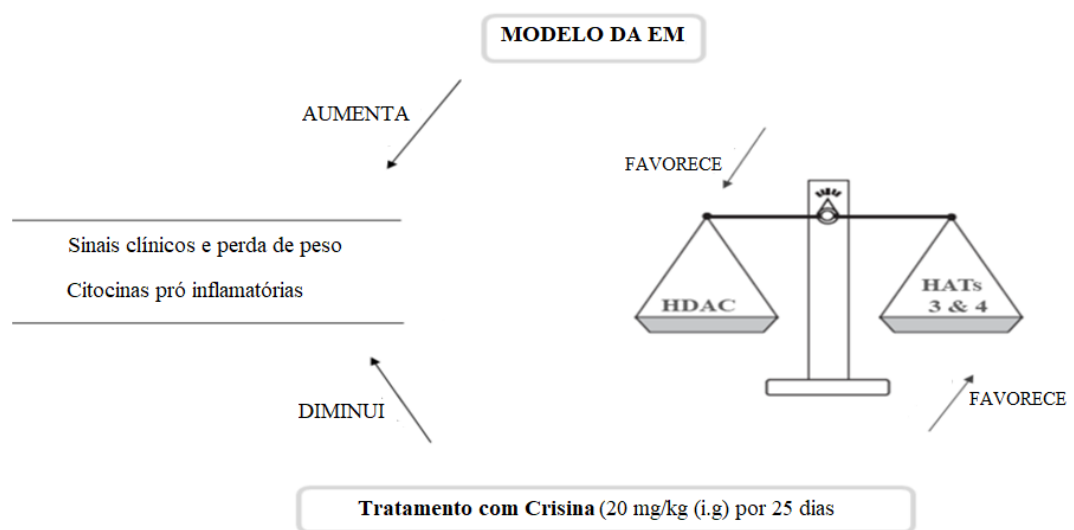 MODELO DA EM
AUMENTA
FAVORECE
Sinais clínicos e perda de peso
Citocinas pró inflamatórias
HDAC
HATs
3 & 4
DIMINUI
FAVORECE
Tratamento com Crisina (20 mg/kg (i.g) por 25 dias